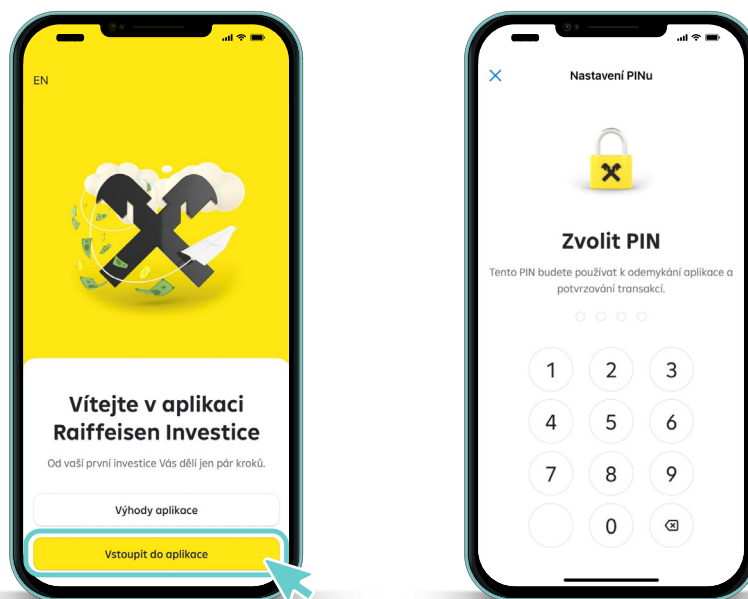 EN
Vítejte v aplikaci
Raiffeisen Investice
Od vaší první investice Vás dělí jen pár kroků.
Výhody aplikace
Vstoupit do aplikace
Nastavení PINu
Zvolit PIN
Tento PIN budete používat k odemykání aplikace a
potvrzování transakcí.
1 2 3
4 5 6
7 8 9
0